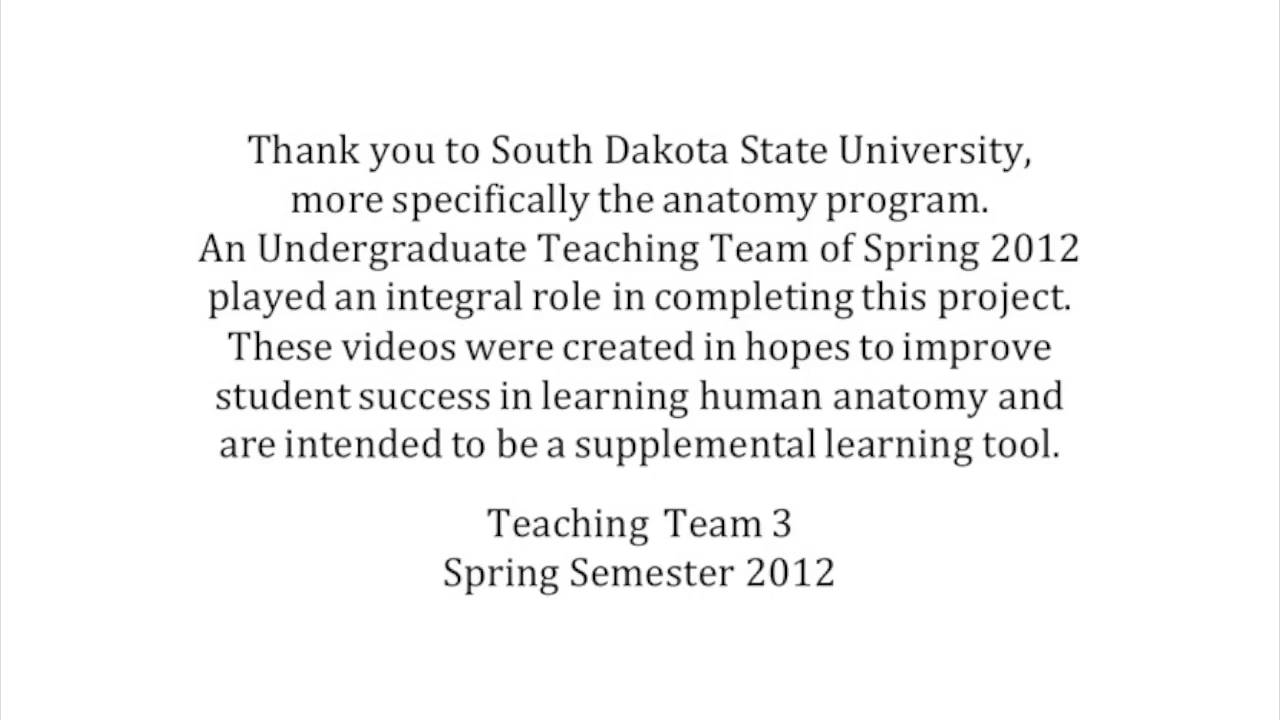 Thank you to South Dakota State University,
more specifically the anatomy program.
An Undergraduate Teaching Team of Spring 2012
played an integral role in completing this project.
These videos were created in hopes to improve
student success in learning human anatomy and
are intended to be a supplemental learning tool.
Teaching Team 3
Spring Semester 2012